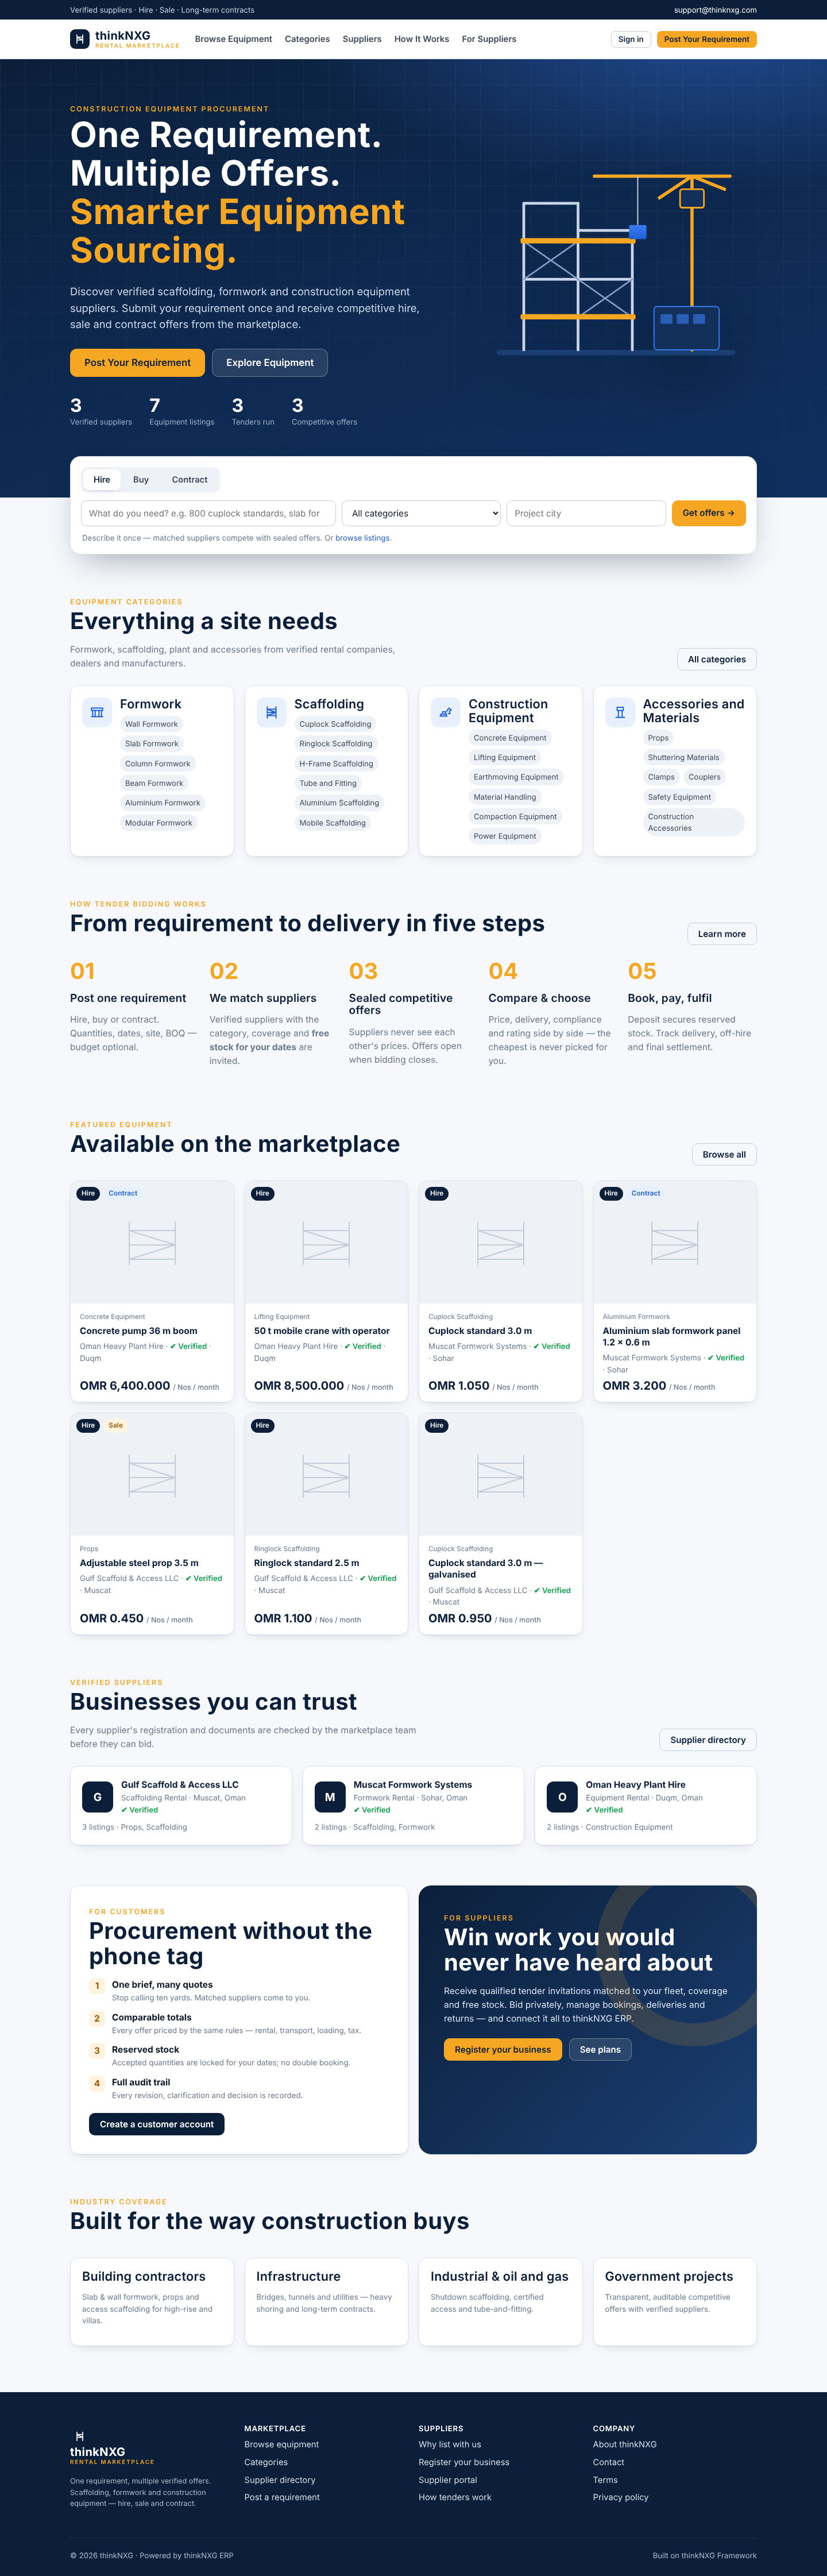 Verified suppliers · Hire · Sale · Long-term contracts
support@thinknxg.com
thinkNXG
RENTAL MARKETPLACE
Browse Equipment
Categories
Suppliers
How It Works
For Suppliers
Sign in
Post Your Requirement
CONSTRUCTION EQUIPMENT PROCUREMENT
One Requirement.
Multiple Offers.
Smarter Equipment
Sourcing.
Discover verified scaffolding, formwork and construction equipment
suppliers. Submit your requirement once and receive competitive hire,
sale and contract offers from the marketplace.
Post Your Requirement
Explore Equipment
3
Verified suppliers
7
Equipment listings
3
Tenders run
3
Competitive offers
Hire
Buy
Contract
What do you need? e.g. 800 cuplock standards, slab for
All categories
Project city
Get offers →
Describe it once — matched suppliers compete with sealed offers. Or browse listings.
EQUIPMENT CATEGORIES
Everything a site needs
Formwork, scaffolding, plant and accessories from verified rental companies,
dealers and manufacturers.
All categories
Formwork
Wall Formwork
Slab Formwork
Column Formwork
Beam Formwork
Aluminium Formwork
Modular Formwork
Scaffolding
Cuplock Scaffolding
Ringlock Scaffolding
H-Frame Scaffolding
Tube and Fitting
Aluminium Scaffolding
Mobile Scaffolding
Construction
Equipment
Concrete Equipment
Lifting Equipment
Earthmoving Equipment
Material Handling
Compaction Equipment
Power Equipment
Accessories and
Materials
Props
Shuttering Materials
Clamps
Couplers
Safety Equipment
Construction
Accessories
HOW TENDER BIDDING WORKS
From requirement to delivery in five steps
Learn more
01
Post one requirement
Hire, buy or contract.
Quantities, dates, site, BOQ —
budget optional.
02
We match suppliers
Verified suppliers with the
category, coverage and free
stock for your dates are
invited.
03
Sealed competitive
offers
Suppliers never see each
other's prices. Offers open
when bidding closes.
04
Compare & choose
Price, delivery, compliance
and rating side by side — the
cheapest is never picked for
you.
05
Book, pay, fulfil
Deposit secures reserved
stock. Track delivery, off-hire
and final settlement.
FEATURED EQUIPMENT
Available on the marketplace
Browse all
Hire
Contract
Concrete Equipment
Concrete pump 36 m boom
Oman Heavy Plant Hire · ✔ Verified ·
Duqm
OMR 6,400.000 / Nos / month
Hire
Lifting Equipment
50 t mobile crane with operator
Oman Heavy Plant Hire · ✔ Verified ·
Duqm
OMR 8,500.000 / Nos / month
Hire
Cuplock Scaffolding
Cuplock standard 3.0 m
Muscat Formwork Systems · ✔ Verified
· Sohar
OMR 1.050 / Nos / month
Hire
Contract
Aluminium Formwork
Aluminium slab formwork panel
1.2 × 0.6 m
Muscat Formwork Systems · ✔ Verified
· Sohar
OMR 3.200 / Nos / month
Hire
Sale
Props
Adjustable steel prop 3.5 m
Gulf Scaffold & Access LLC · ✔ Verified
· Muscat
OMR 0.450 / Nos / month
Hire
Ringlock Scaffolding
Ringlock standard 2.5 m
Gulf Scaffold & Access LLC · ✔ Verified
· Muscat
OMR 1.100 / Nos / month
Hire
Cuplock Scaffolding
Cuplock standard 3.0 m —
galvanised
Gulf Scaffold & Access LLC · ✔ Verified
· Muscat
OMR 0.950 / Nos / month
VERIFIED SUPPLIERS
Businesses you can trust
Every supplier's registration and documents are checked by the marketplace team
before they can bid.
Supplier directory
G
Gulf Scaffold & Access LLC
Scaffolding Rental · Muscat, Oman
✔ Verified
3 listings · Props, Scaffolding
M
Muscat Formwork Systems
Formwork Rental · Sohar, Oman
✔ Verified
2 listings · Scaffolding, Formwork
O
Oman Heavy Plant Hire
Equipment Rental · Duqm, Oman
✔ Verified
2 listings · Construction Equipment
FOR CUSTOMERS
Procurement without the
phone tag
1
One brief, many quotes
Stop calling ten yards. Matched suppliers come to you.
2
Comparable totals
Every offer priced by the same rules — rental, transport, loading, tax.
3
Reserved stock
Accepted quantities are locked for your dates; no double booking.
4
Full audit trail
Every revision, clarification and decision is recorded.
Create a customer account
FOR SUPPLIERS
Win work you would
never have heard about
Receive qualified tender invitations matched to your fleet, coverage
and free stock. Bid privately, manage bookings, deliveries and
returns — and connect it all to thinkNXG ERP.
Register your business
See plans
INDUSTRY COVERAGE
Built for the way construction buys
Building contractors
Slab & wall formwork, props and
access scaffolding for high-rise and
villas.
Infrastructure
Bridges, tunnels and utilities — heavy
shoring and long-term contracts.
Industrial & oil and gas
Shutdown scaffolding, certified
access and tube-and-fitting.
Government projects
Transparent, auditable competitive
offers with verified suppliers.
thinkNXG
RENTAL MARKETPLACE
One requirement, multiple verified offers.
Scaffolding, formwork and construction
equipment — hire, sale and contract.
MARKETPLACE
Browse equipment
Categories
Supplier directory
Post a requirement
SUPPLIERS
Why list with us
Register your business
Supplier portal
How tenders work
COMPANY
About thinkNXG
Contact
Terms
Privacy policy
© 2026 thinkNXG · Powered by thinkNXG ERP
Built on thinkNXG Framework